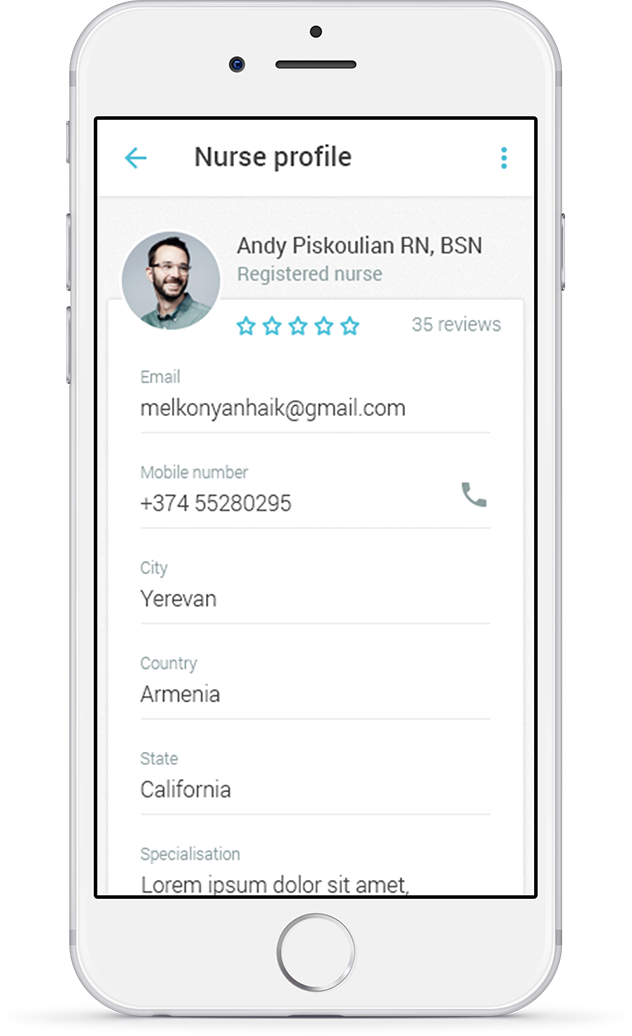 Nurse profile
Andy Piskoulian RN, BSN
Registered nurse
35 reviews
Email
melkonyanhaik@gmail.com
Mobile number
+374 55280295
City
Yerevan
Country
Armenia
State
California
Specialisation
Lorem ipsum dolor sit amet,